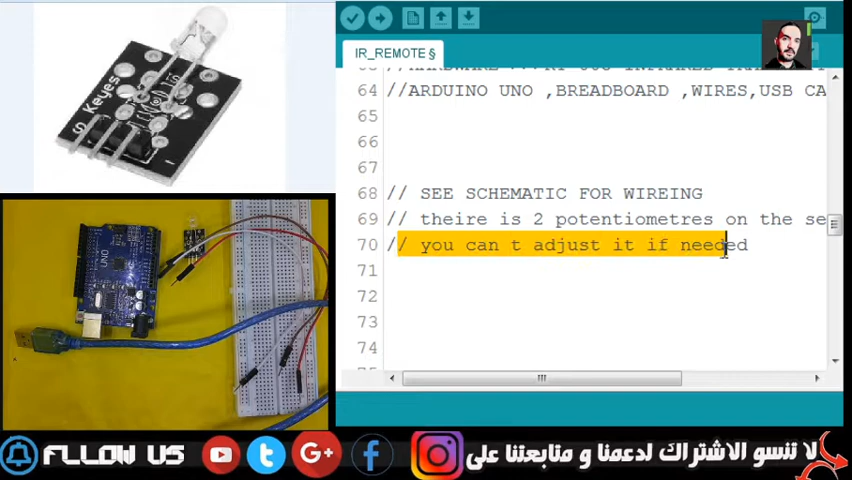 S Keyes
-
UNO
IR_REMOTE §
64 //ARDUINO UNO ,BREADBOARD ,WIRES,USB CA
65
66
67
68 // SEE SCHEMATIC FOR WIREING
69 // theire is 2 potentiometres on the se
70 // you can t adjust it if needed
71
72
73
74
FLLOW US
لا تنسو الاشتراك لدعمنا و متابعتنا على